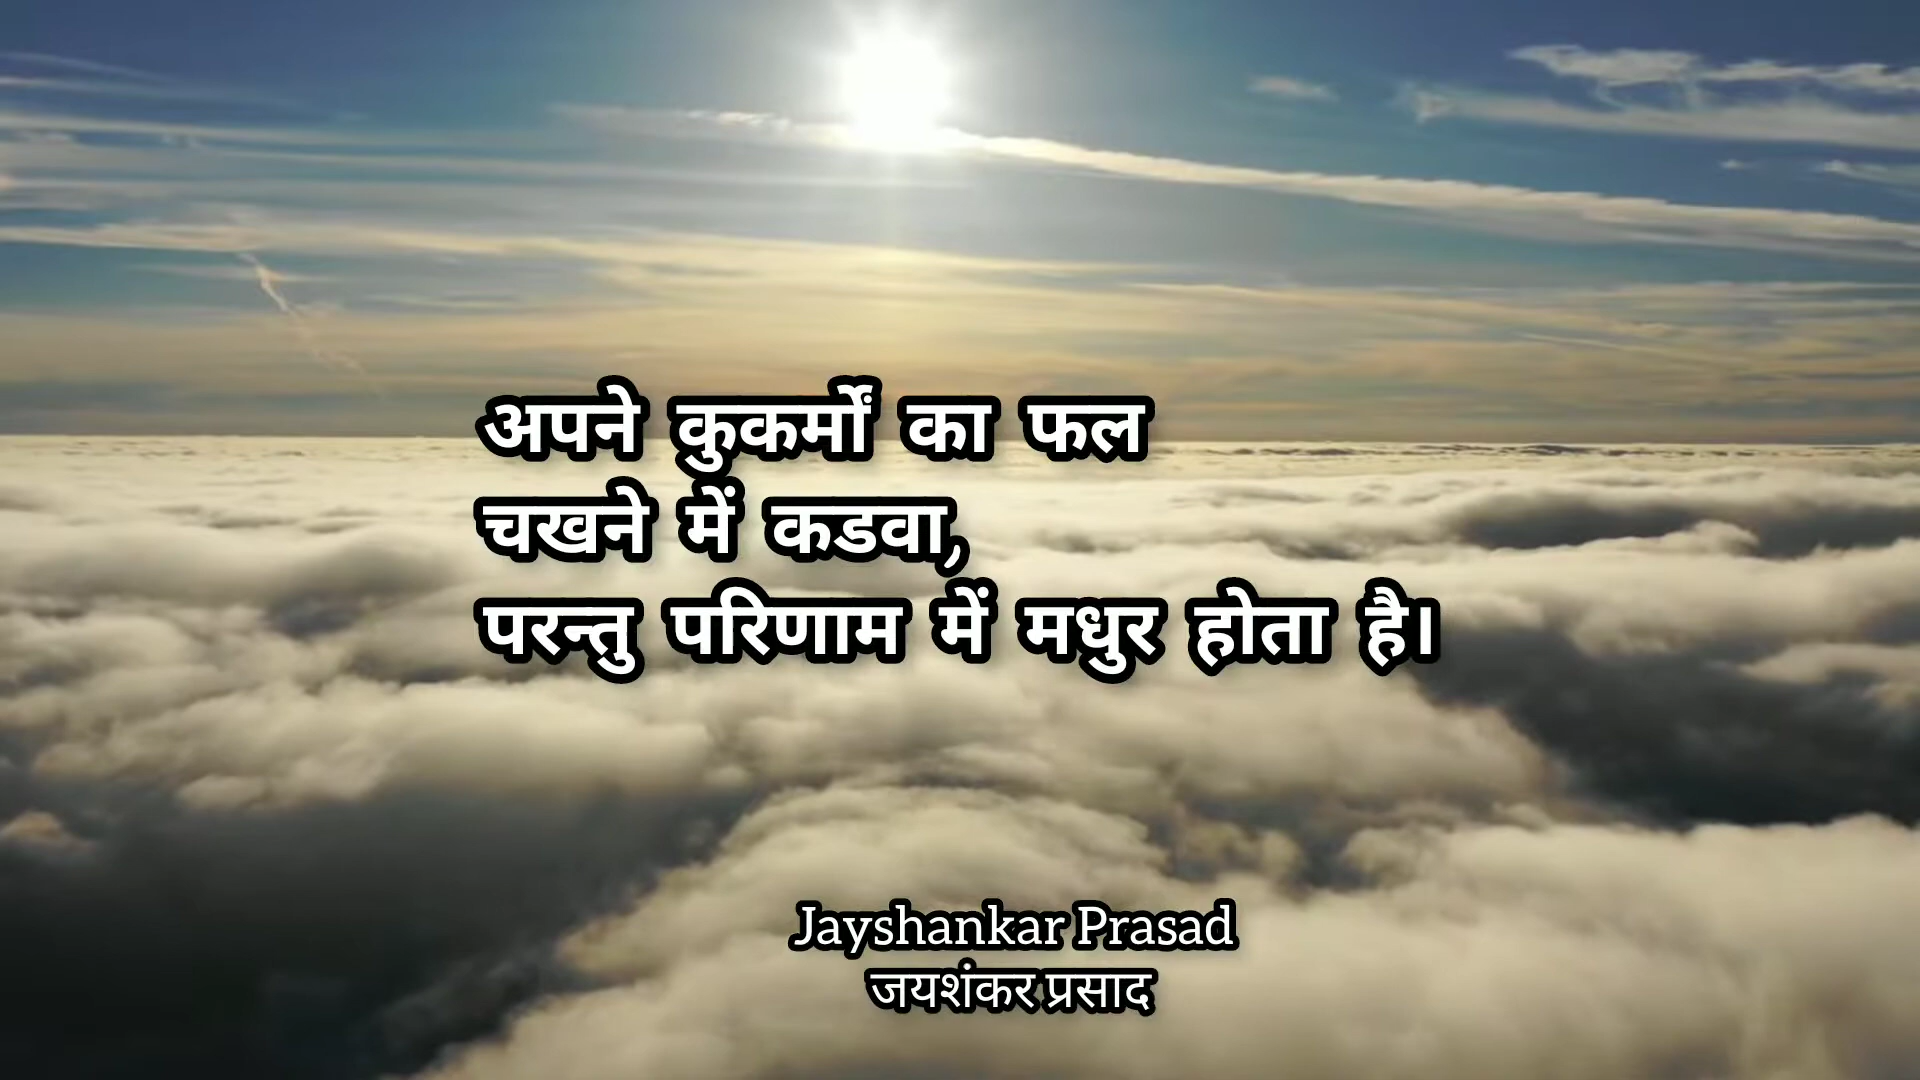 अपने कुकर्मों का फल
चखने में कडवा,
परन्तु परिणाम में मधुर होता है।
Jayshankar Prasad
जयशंकर प्रसाद